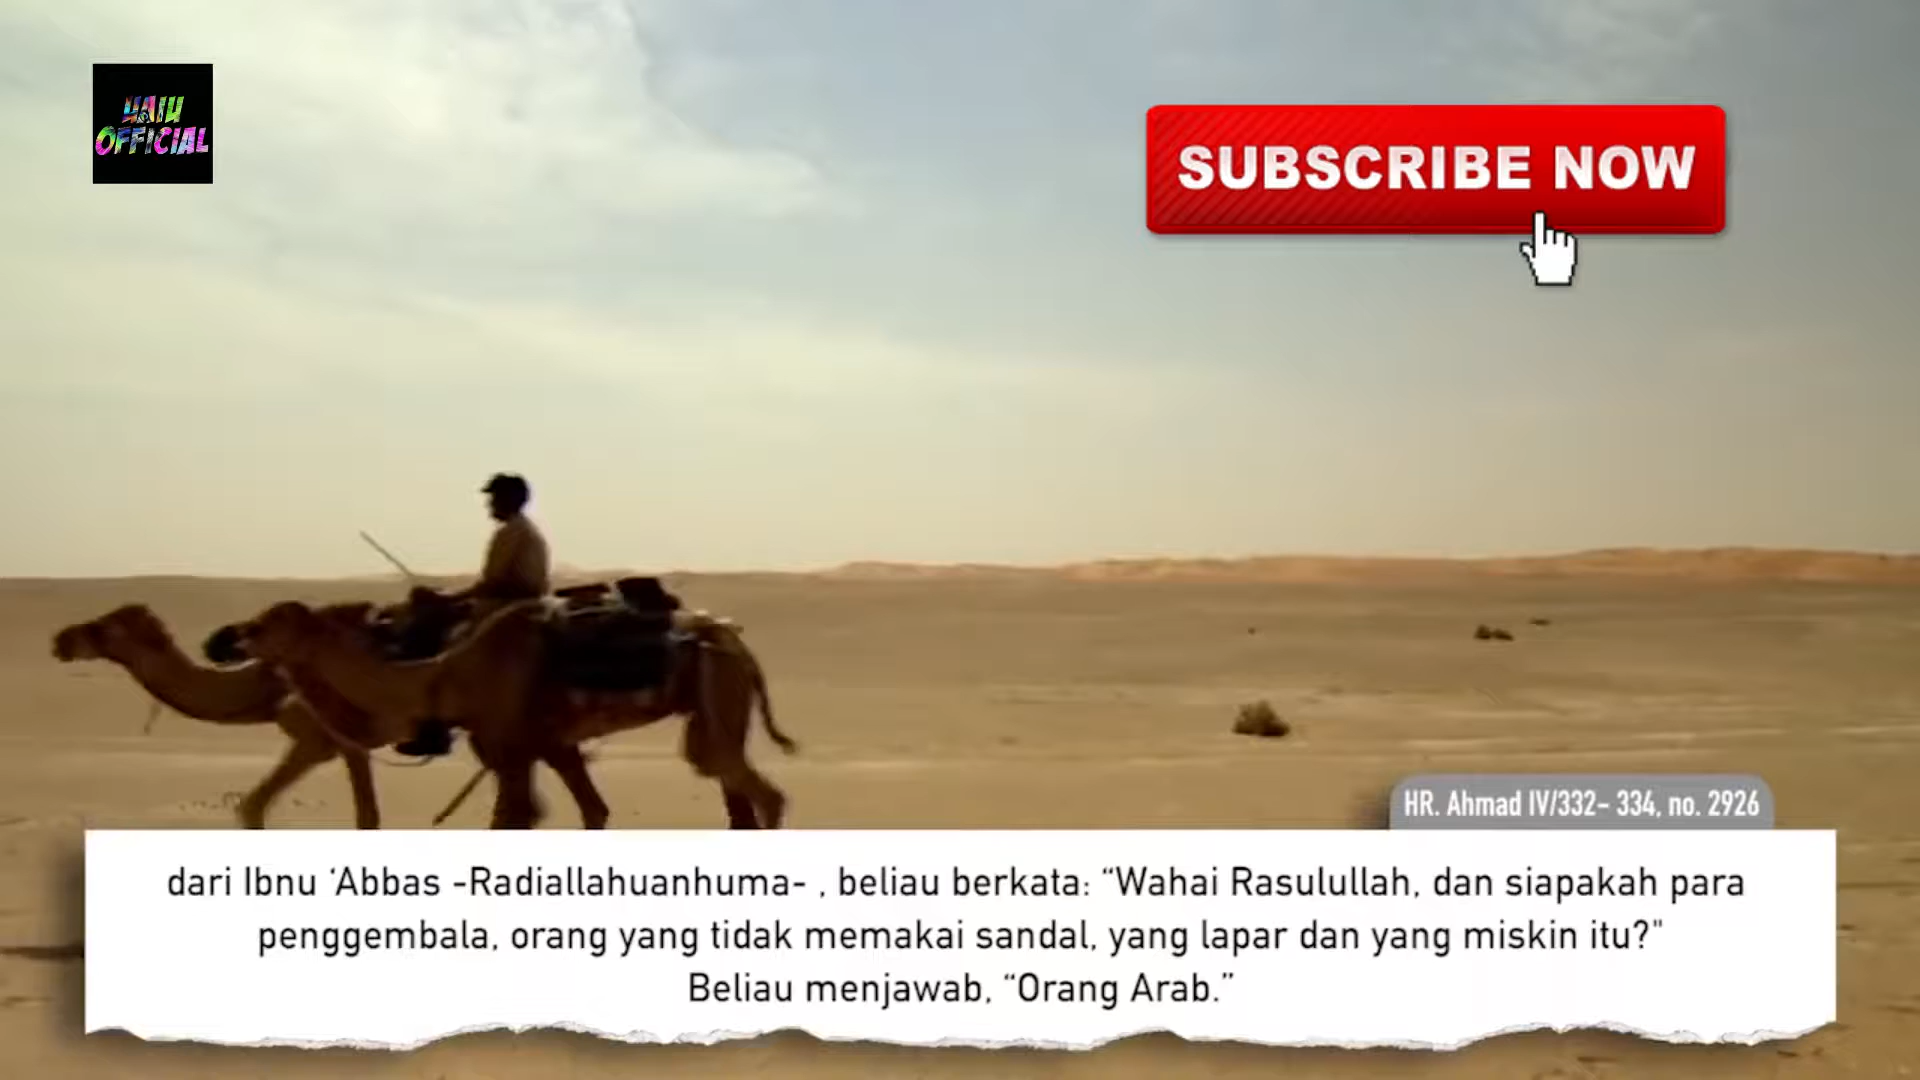 OFFICIAL
SUBSCRIBE NOW
HR. Ahmad IV/332- 334, no. 2926
dari Ibnu ‘Abbas -Radiallahuanhuma- , beliau berkata: “Wahai Rasulullah, dan siapakah para
penggembala, orang yang tidak memakai sandal, yang lapar dan yang miskin itu?"
Beliau menjawab, “Orang Arab.”